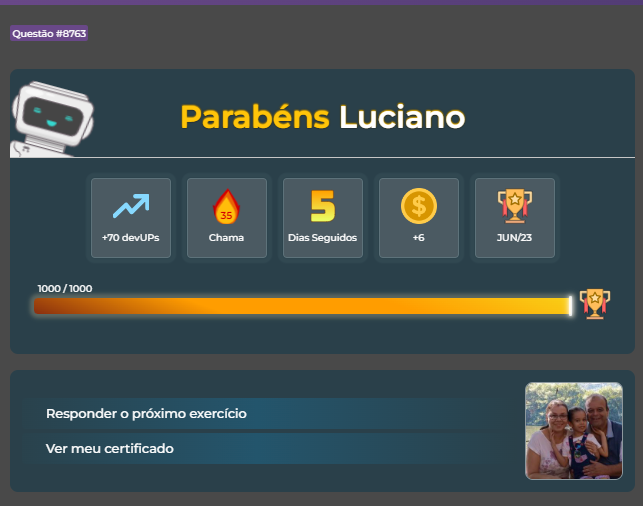 Questão #8763
Parabéns Luciano
+70 devUPs
35
Chama
5
Dias Seguidos
$
+6
JUN/23
1000 / 1000
Responder o próximo exercício
Ver meu certificado